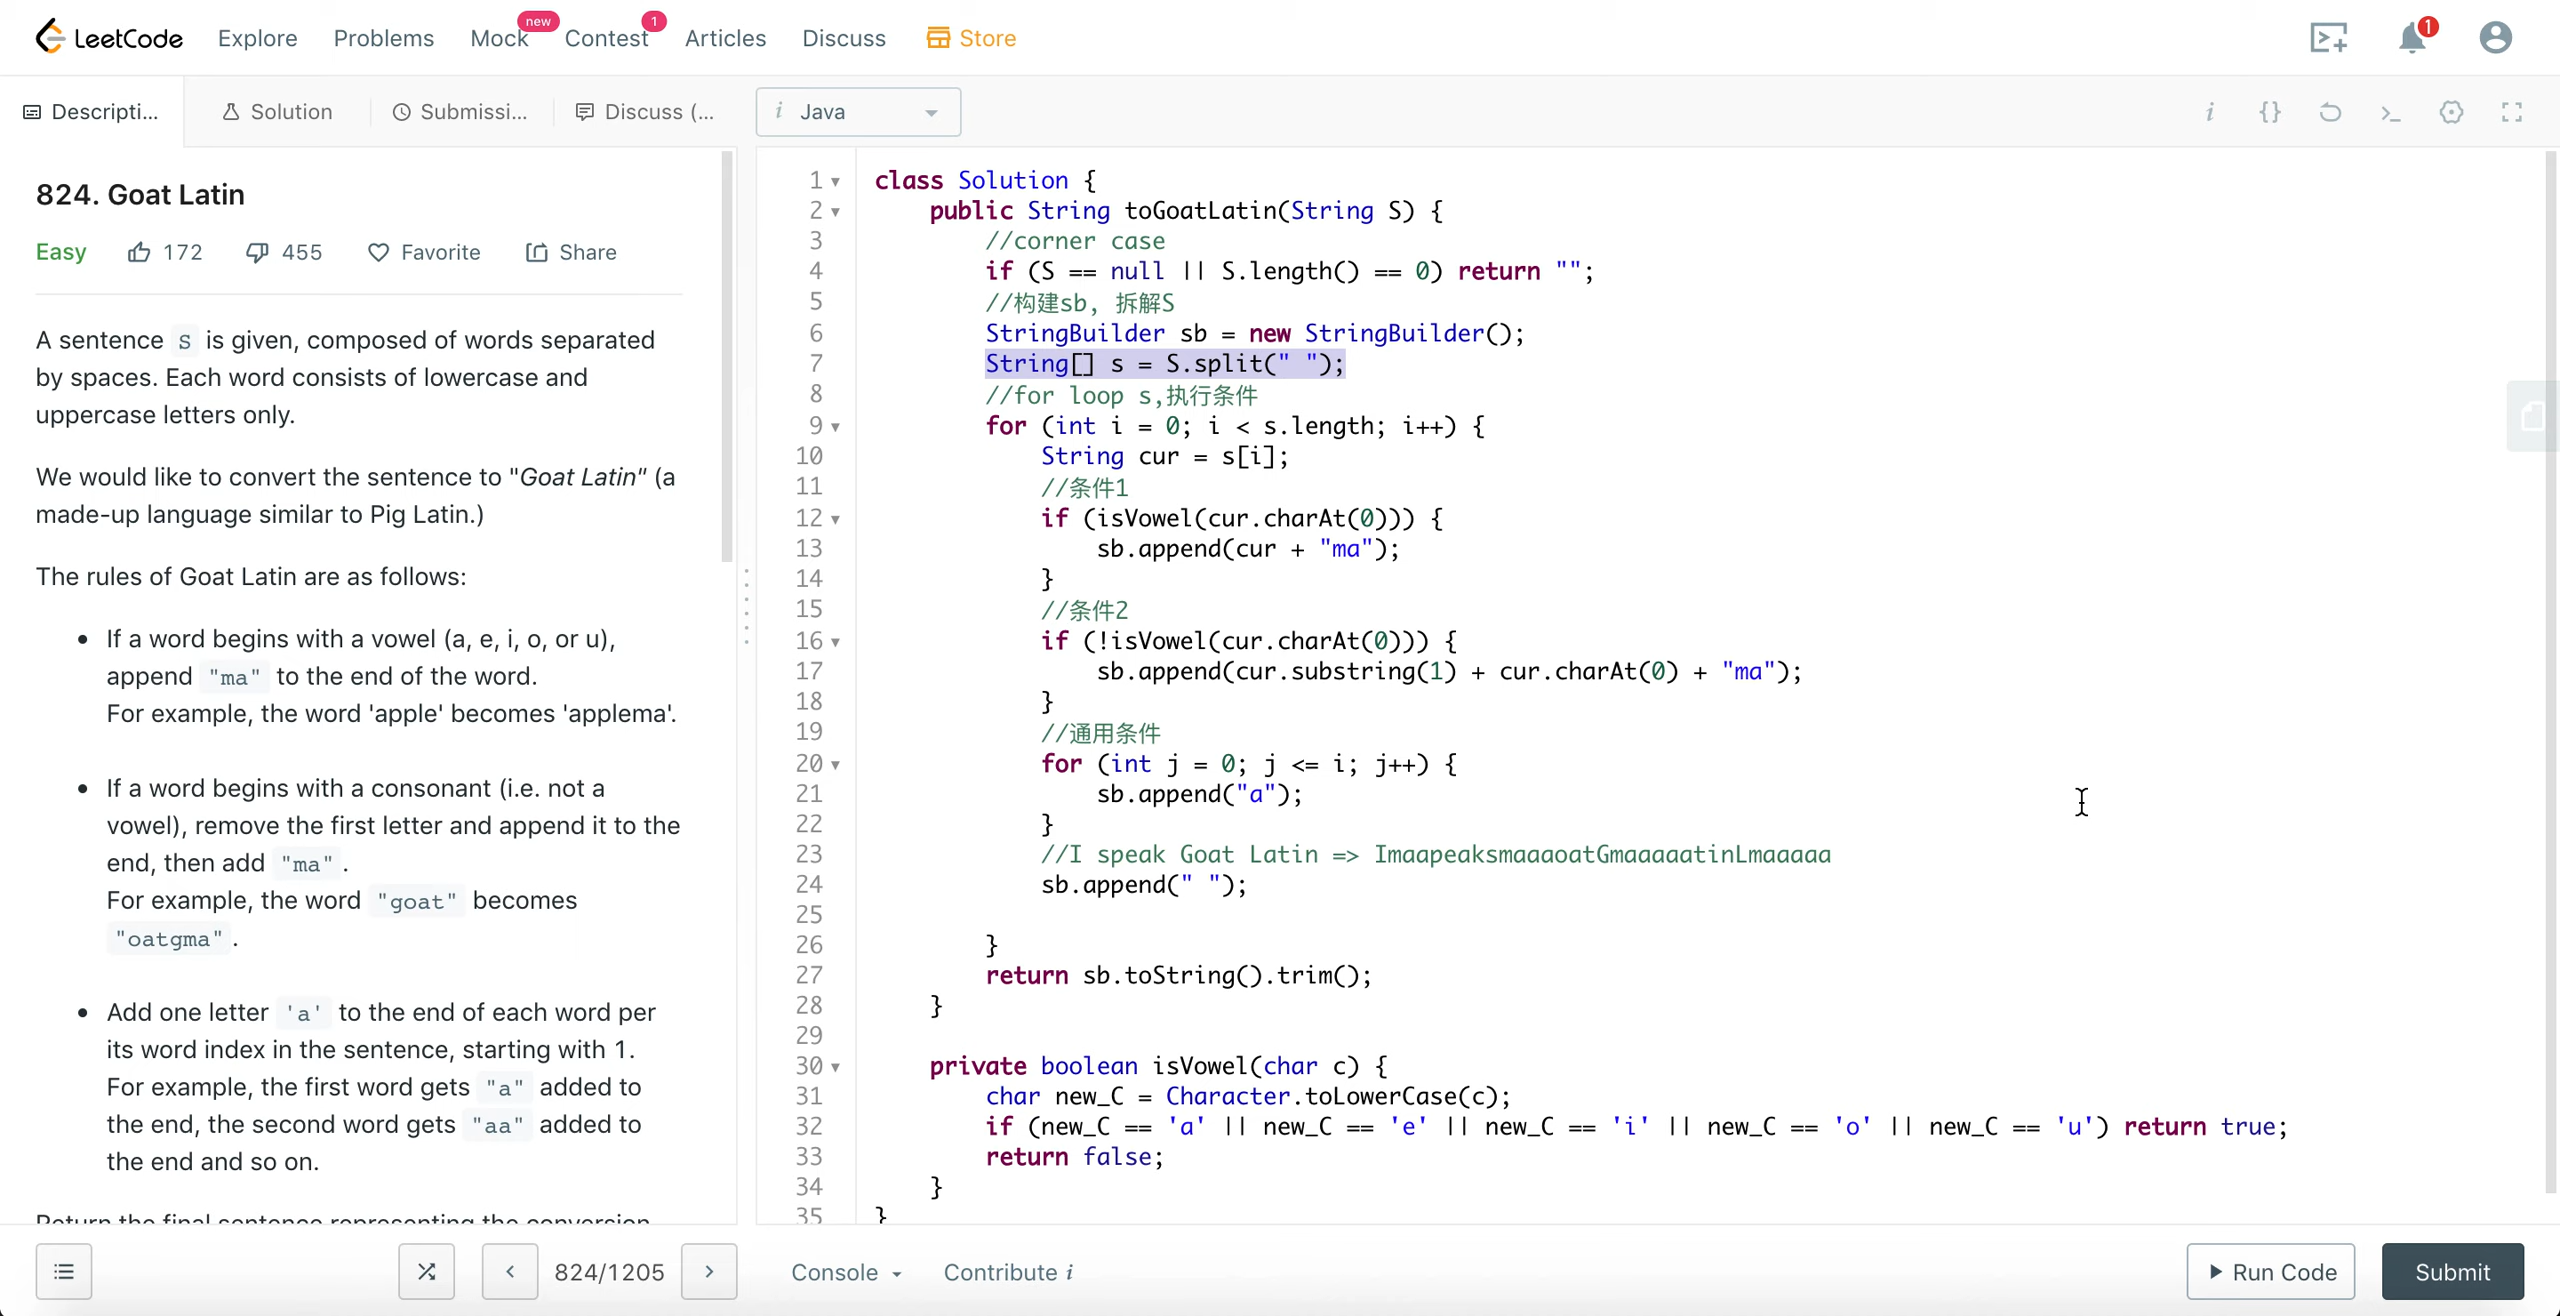 LeetCode Explore Problems Mock new Contest 1 Articles Discuss Store 1
Descripti... Solution Submissi... Discuss (... i Java
824. Goat Latin
Easy 172 455 Favorite Share
A sentence S is given, composed of words separated
by spaces. Each word consists of lowercase and
uppercase letters only.
We would like to convert the sentence to "Goat Latin" (a
made-up language similar to Pig Latin.)
The rules of Goat Latin are as follows:
• If a word begins with a vowel (a, e, i, o, or u),
append "ma" to the end of the word.
For example, the word 'apple' becomes 'applema'.
• If a word begins with a consonant (i.e. not a
vowel), remove the first letter and append it to the
end, then add "ma" .
For example, the word "goat" becomes
"oatgma" .
• Add one letter 'a' to the end of each word per
its word index in the sentence, starting with 1.
For example, the first word gets "a" added to
the end, the second word gets "aa" added to
the end and so on.
Return the final sentence representing the conversion
1 class Solution {
2 public String toGoatLatin(String S) {
3 //corner case
4 if (S == null || S.length() == 0) return "";
5 //构建sb, 拆解S
6 StringBuilder sb = new StringBuilder();
7 String[] s = S.split(" ");
8 //for loop s,执行条件
9 for (int i = 0; i < s.length; i++) {
10 String cur = s[i];
11 //条件1
12 if (isVowel(cur.charAt(0))) {
13 sb.append(cur + "ma");
14 }
15 //条件2
16 if (!isVowel(cur.charAt(0))) {
17 sb.append(cur.substring(1) + cur.charAt(0) + "ma");
18 }
19 //通用条件
20 for (int j = 0; j <= i; j++) {
21 sb.append("a");
22 }
23 //I speak Goat Latin => ImaapeaksmaaaoatGmaaaaatinLmaaaaa
24 sb.append(" ");
25
26 }
27 return sb.toString().trim();
28 }
29
30 private boolean isVowel(char c) {
31 char new_C = Character.toLowerCase(c);
32 if (new_C == 'a' || new_C == 'e' || new_C == 'i' || new_C == 'o' || new_C == 'u') return true;
33 return false;
34 }
35 }
824/1205 Console Contribute i Run Code Submit